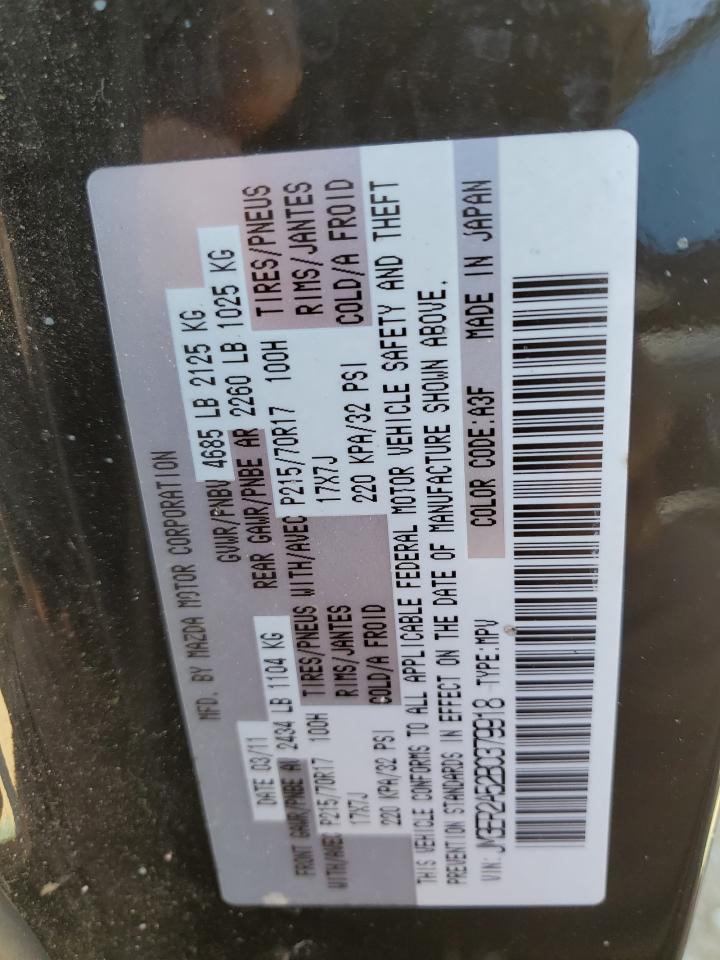 MFD. BY MAZDA MOTOR CORPORATION
DATE 03/11 GVWR/PNBV 4685 LB 2125 KG
FRONT GAWR/PNBE AV 2434 LB 1104 KG REAR GAWR/PNBE AR 2260 LB 1025 KG
WITH/AVEC P215/70R17 100H TIRES/PNEUS WITH/AVEC P215/70R17 100H TIRES/PNEUS
17X7J RIMS/JANTES 17X7J RIMS/JANTES
220 KPA/32 PSI COLD/A FROID 220 KPA/32 PSI COLD/A FROID
THIS VEHICLE CONFORMS TO ALL APPLICABLE FEDERAL MOTOR VEHICLE SAFETY AND THEFT
PREVENTION STANDARDS IN EFFECT ON THE DATE OF MANUFACTURE SHOWN ABOVE.
VIN: JM3ER2A52B0379918 TYPE:MPV COLOR CODE:A3F MADE IN JAPAN